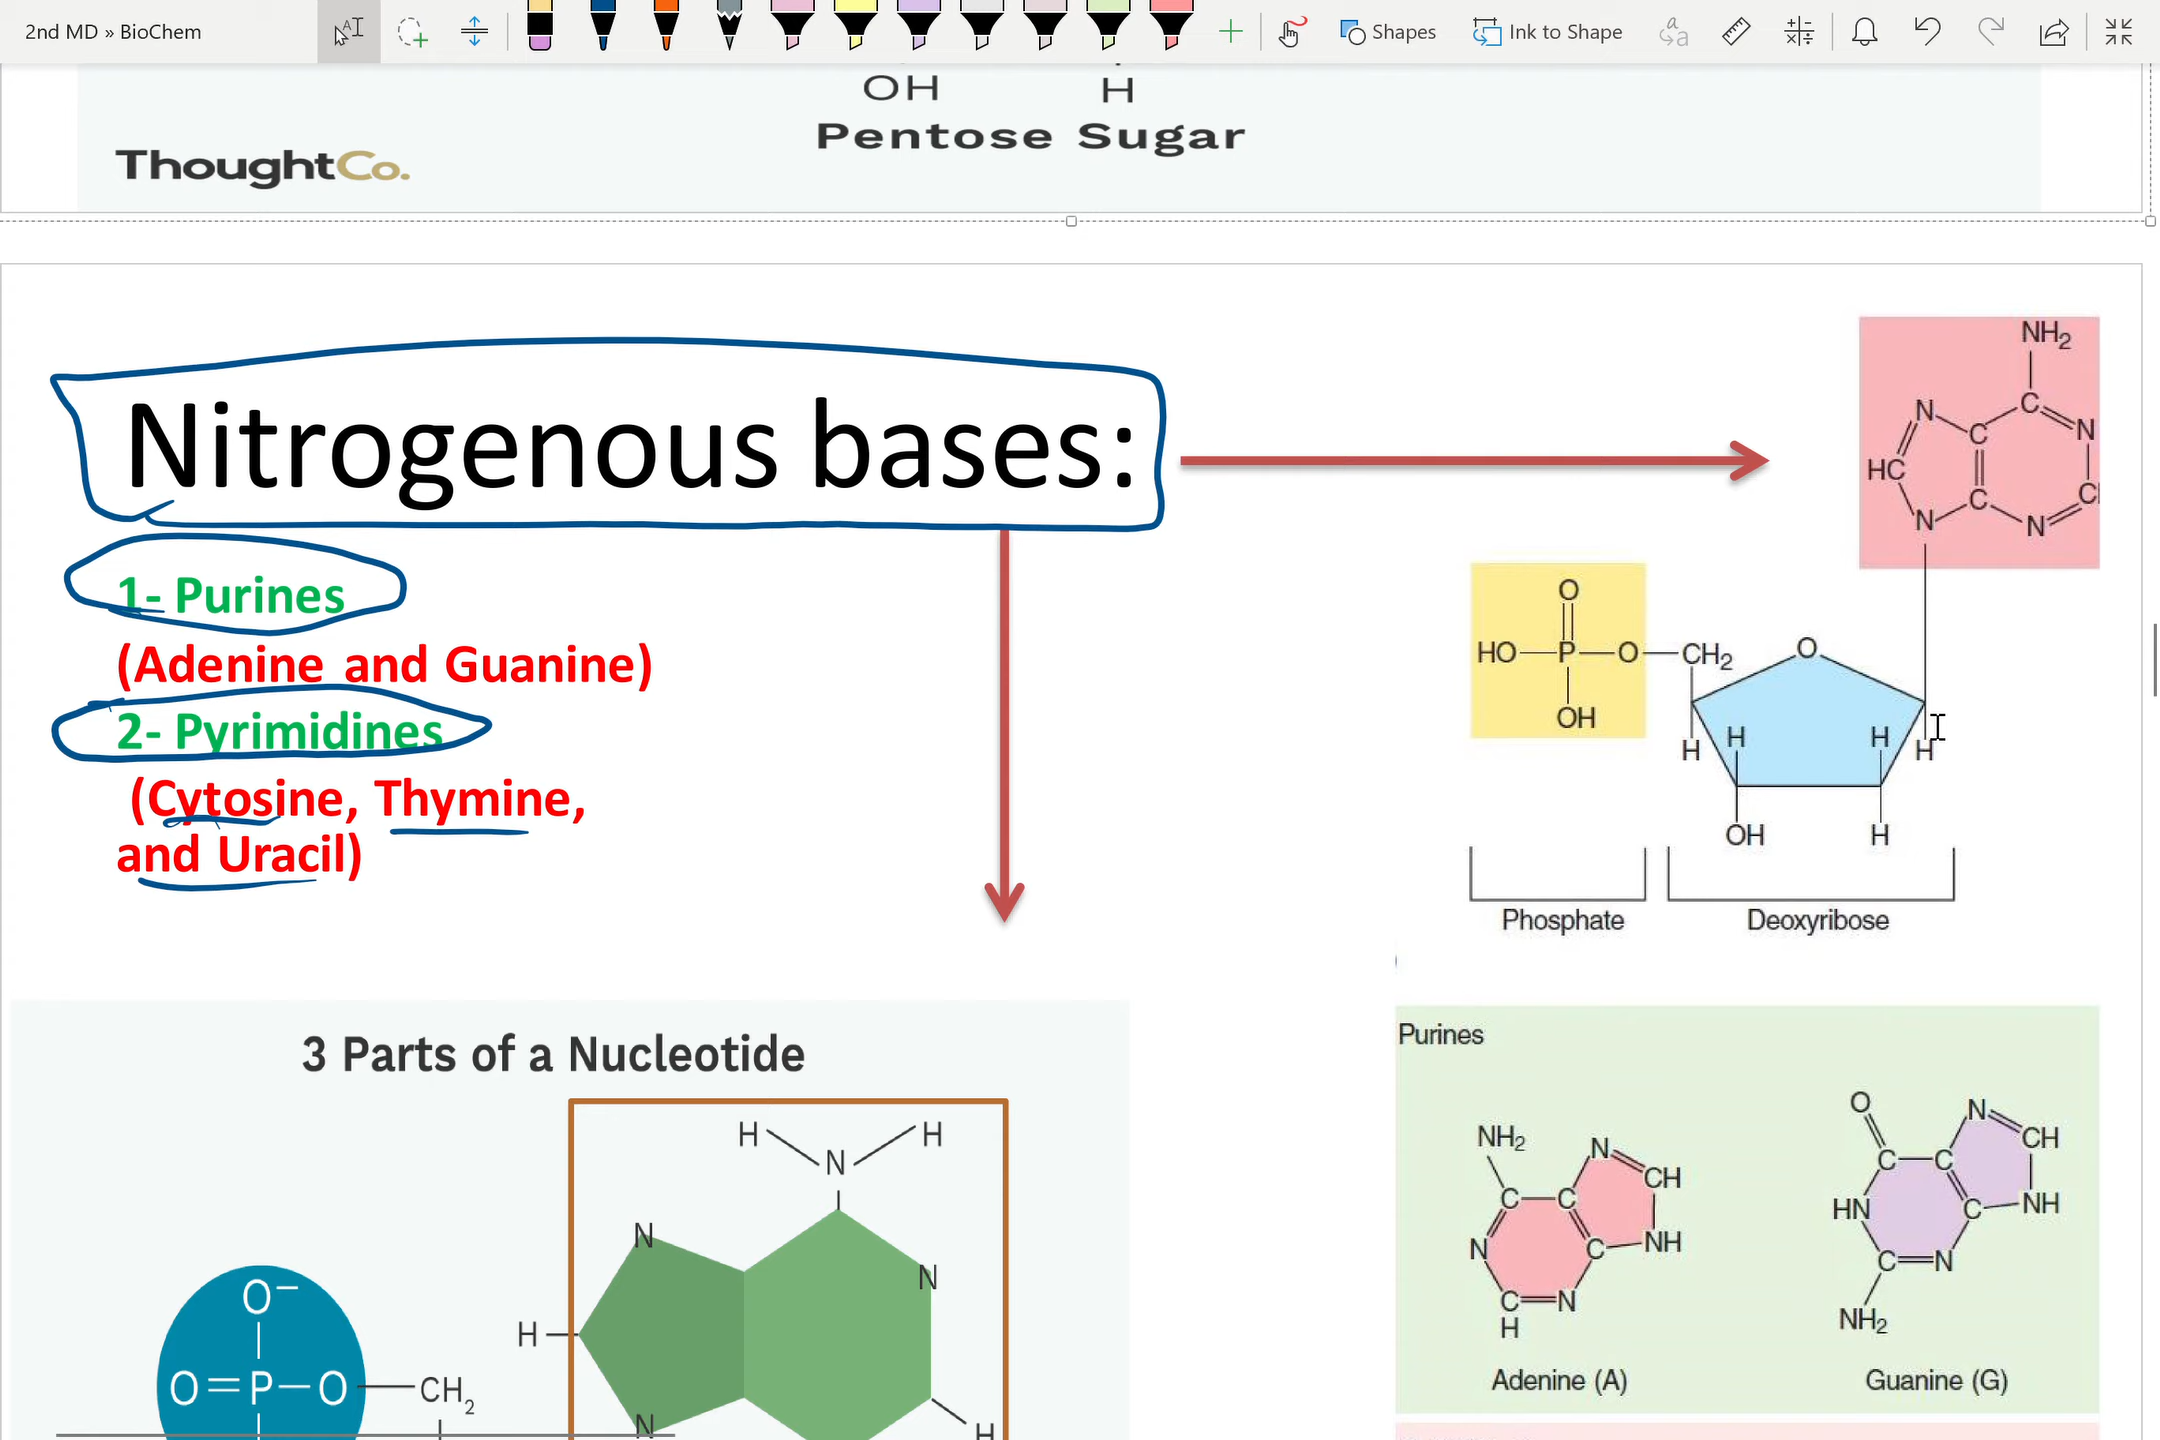 2nd MD » BioChem
Shapes
Ink to Shape
OH
H
Pentose Sugar
ThoughtCo.
Nitrogenous bases:
1- Purines
(Adenine and Guanine)
2- Pyrimidines
(Cytosine, Thymine,
and Uracil)
NH2
N
C
N
C
HC
C
C
N
N
O
HO
P
O
CH2
O
OH
H
H
H
H
OH
H
Phosphate
Deoxyribose
3 Parts of a Nucleotide
H
H
N
N
N
H
N
H
O−
O=P−O
CH2
Purines
NH2
N
CH
C
C
N
C
NH
C
N
H
Adenine (A)
O
N
CH
C
C
HN
C
NH
C
N
NH2
Guanine (G)